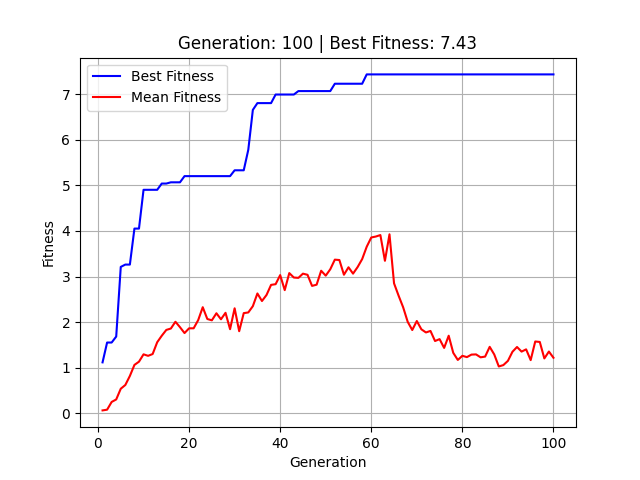 Generation: 100 | Best Fitness: 7.43
Best Fitness
Mean Fitness
7
6
5
4
3
2
1
0
Fitness
0 20 40 60 80 100
Generation